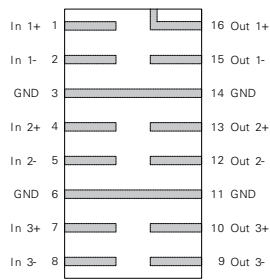 In 1+ 1 16 Out 1+
In 1- 2 15 Out 1-
GND 3 14 GND
In 2+ 4 13 Out 2+
In 2- 5 12 Out 2-
GND 6 11 GND
In 3+ 7 10 Out 3+
In 3- 8 9 Out 3-